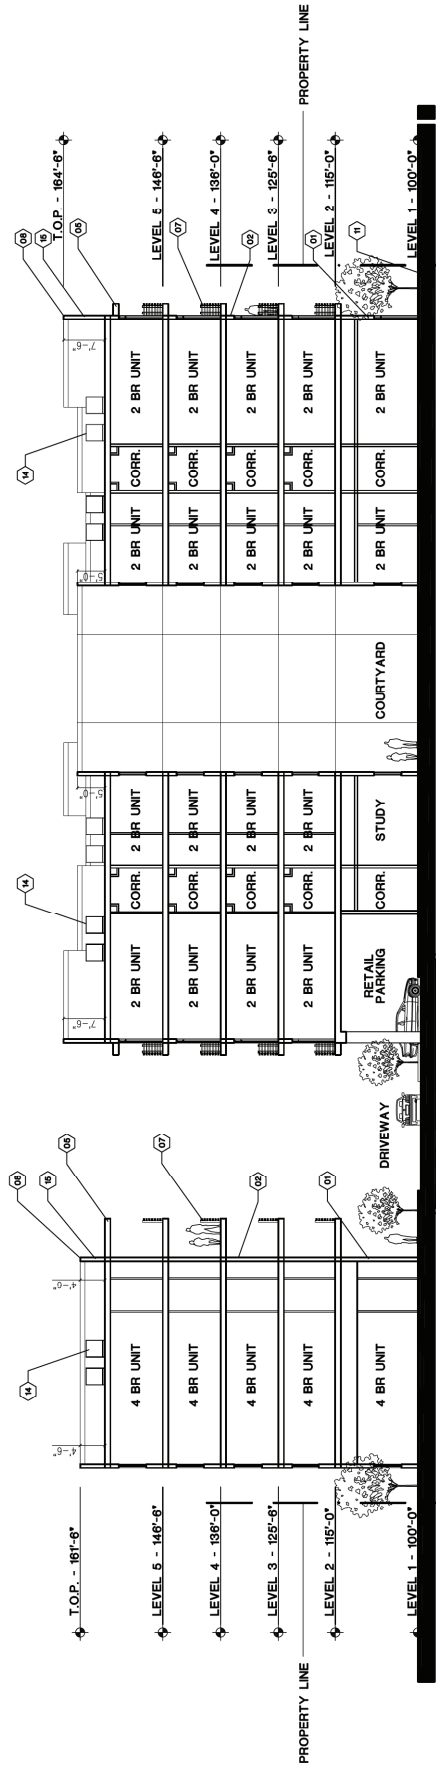 14
08
15
14
14
08
15
T.O.P. - 161'-6"
4'-6"
4'-6"
7'-6"
5'-0"
5'-0"
7'-6"
T.O.P. - 164'-6"
05
05
LEVEL 5 - 146'-6"
4 BR UNIT
2 BR UNIT
CORR.
2 BR UNIT
2 BR UNIT
CORR.
2 BR UNIT
LEVEL 5 - 146'-6"
07
07
LEVEL 4 - 136'-0"
4 BR UNIT
2 BR UNIT
CORR.
2 BR UNIT
2 BR UNIT
CORR.
2 BR UNIT
LEVEL 4 - 136'-0"
02
02
LEVEL 3 - 125'-6"
4 BR UNIT
2 BR UNIT
CORR.
2 BR UNIT
2 BR UNIT
CORR.
2 BR UNIT
LEVEL 3 - 125'-6"
PROPERTY LINE
PROPERTY LINE
LEVEL 2 - 115'-0"
4 BR UNIT
2 BR UNIT
CORR.
2 BR UNIT
2 BR UNIT
CORR.
2 BR UNIT
LEVEL 2 - 115'-0"
01
01
11
LEVEL 1 - 100'-0"
4 BR UNIT
DRIVEWAY
RETAIL
PARKING
CORR.
STUDY
COURTYARD
2 BR UNIT
CORR.
2 BR UNIT
LEVEL 1 - 100'-0"